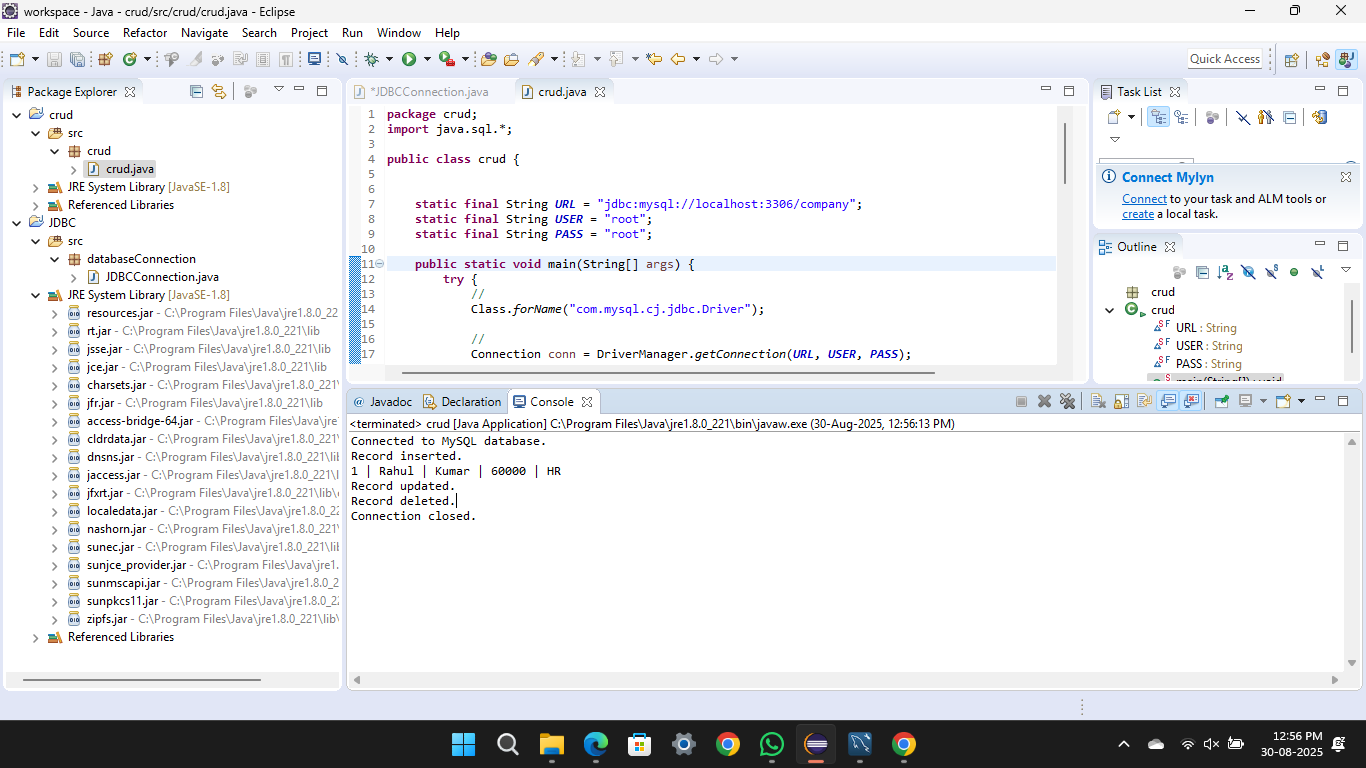 workspace - Java - crud/src/crud/crud.java - Eclipse
File Edit Source Refactor Navigate Search Project Run Window Help
Quick Access
Package Explorer
crud
src
crud
crud.java
JRE System Library [JavaSE-1.8]
Referenced Libraries
JDBC
src
databaseConnection
JDBCConnection.java
JRE System Library [JavaSE-1.8]
resources.jar - C:\Program Files\Java\jre1.8.0_22
rt.jar - C:\Program Files\Java\jre1.8.0_221\lib
jsse.jar - C:\Program Files\Java\jre1.8.0_221\lib
jce.jar - C:\Program Files\Java\jre1.8.0_221\lib
charsets.jar - C:\Program Files\Java\jre1.8.0_221\
jfr.jar - C:\Program Files\Java\jre1.8.0_221\lib
access-bridge-64.jar - C:\Program Files\Java\jre
cldrdata.jar - C:\Program Files\Java\jre1.8.0_221\
dnsns.jar - C:\Program Files\Java\jre1.8.0_221\lib
jaccess.jar - C:\Program Files\Java\jre1.8.0_221\l
jfxrt.jar - C:\Program Files\Java\jre1.8.0_221\lib\
localedata.jar - C:\Program Files\Java\jre1.8.0_22
nashorn.jar - C:\Program Files\Java\jre1.8.0_221\
sunec.jar - C:\Program Files\Java\jre1.8.0_221\lib
sunjce_provider.jar - C:\Program Files\Java\jre1.
sunmscapi.jar - C:\Program Files\Java\jre1.8.0_2
sunpkcs11.jar - C:\Program Files\Java\jre1.8.0_2
zipfs.jar - C:\Program Files\Java\jre1.8.0_221\lib\
Referenced Libraries
*JDBCConnection.java crud.java
1 package crud;
2 import java.sql.*;
3
4 public class crud {
5
6
7 static final String URL = "jdbc:mysql://localhost:3306/company";
8 static final String USER = "root";
9 static final String PASS = "root";
10
11 public static void main(String[] args) {
12 try {
13 //
14 Class.forName("com.mysql.cj.jdbc.Driver");
15
16 //
17 Connection conn = DriverManager.getConnection(URL, USER, PASS);
Task List
Connect Mylyn
Connect to your task and ALM tools or
create a local task.
Outline
crud
crud
URL : String
USER : String
PASS : String
main(String[]) : void
Javadoc Declaration Console
<terminated> crud [Java Application] C:\Program Files\Java\jre1.8.0_221\bin\javaw.exe (30-Aug-2025, 12:56:13 PM)
Connected to MySQL database.
Record inserted.
1 | Rahul | Kumar | 60000 | HR
Record updated.
Record deleted.
Connection closed.
12:56 PM
30-08-2025